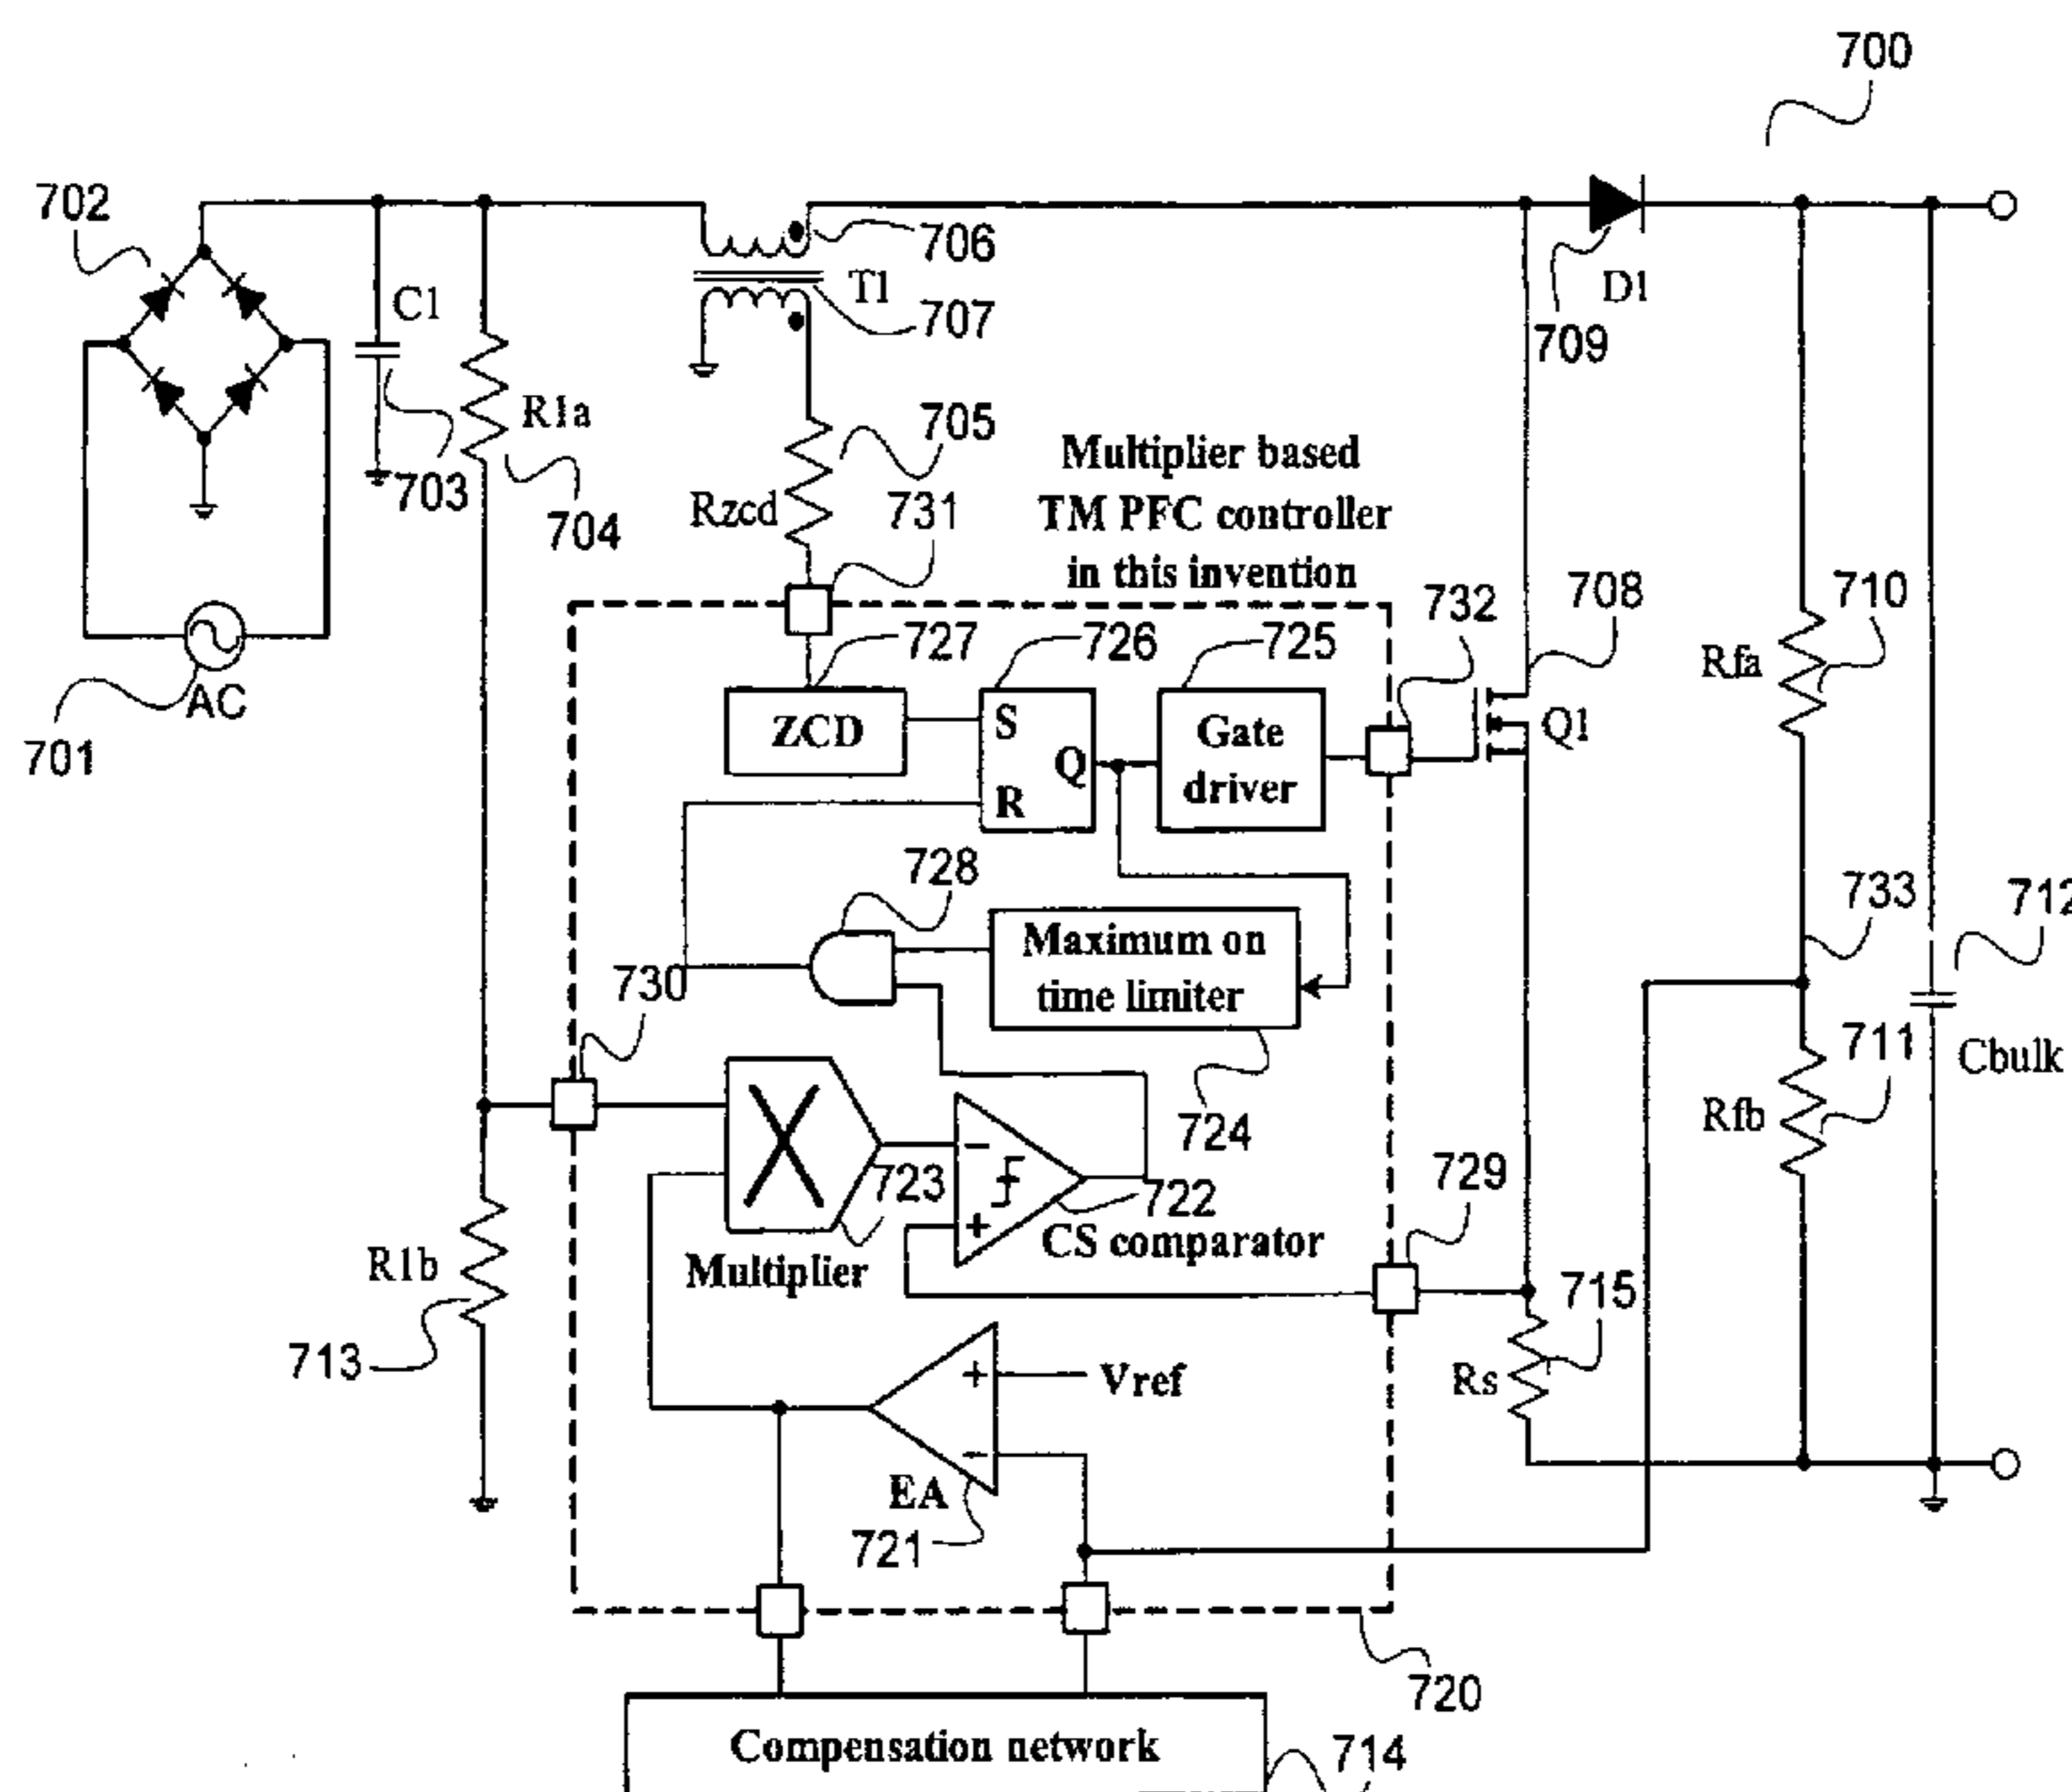 700
702
706
C1
T1
707
D1
709
R1a
703
704
705
Rzcd
731
Multiplier based
TM PFC controller
in this invention
732
708
710
Rfa
AC
701
727
726
725
ZCD
S
Q
R
Gate
driver
Q1
728
Maximum on
time limiter
733
712
730
724
711
Cbulk
Rfb
729
−
+
723
722
CS comparator
Multiplier
R1b
713
715
Rs
+
Vref
−
EA
721
720
Compensation network
714